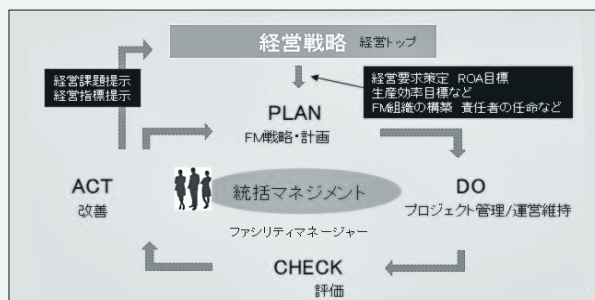 経営戦略 経営トップ
経営課題提示
経営指標提示
経営要求策定 ROA目標
生産効率目標など
FM組織の構築 責任者の任命など
PLAN
FM戦略・計画
ACT
改善
統括マネジメント
DO
プロジェクト管理/運営維持
ファシリティマネージャー
CHECK
評価